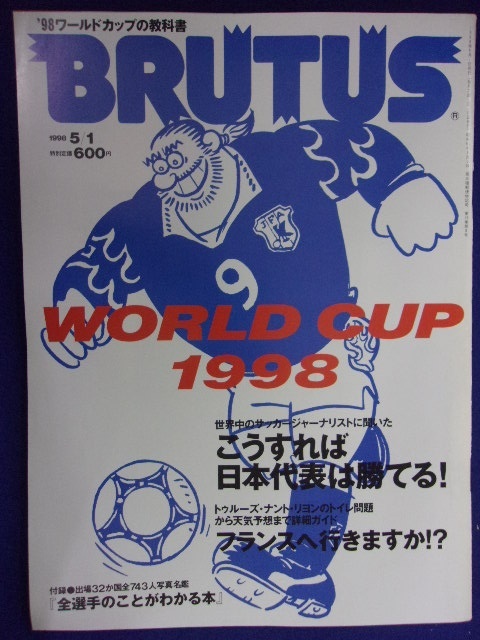 '98ワールドカップの教科書
BRUTUS
®
1998 5/1
特別定価600円
JFA
9
WORLD CUP
1998
世界中のサッカージャーナリストに聞いた
こうすれば
日本代表は勝てる!
トゥルーズ・ナント・リヨンのトイレ問題
から天気予想まで詳細ガイド
フランスへ行きますか!?
付録●出場32か国全743人写真名鑑
『全選手のことがわかる本』